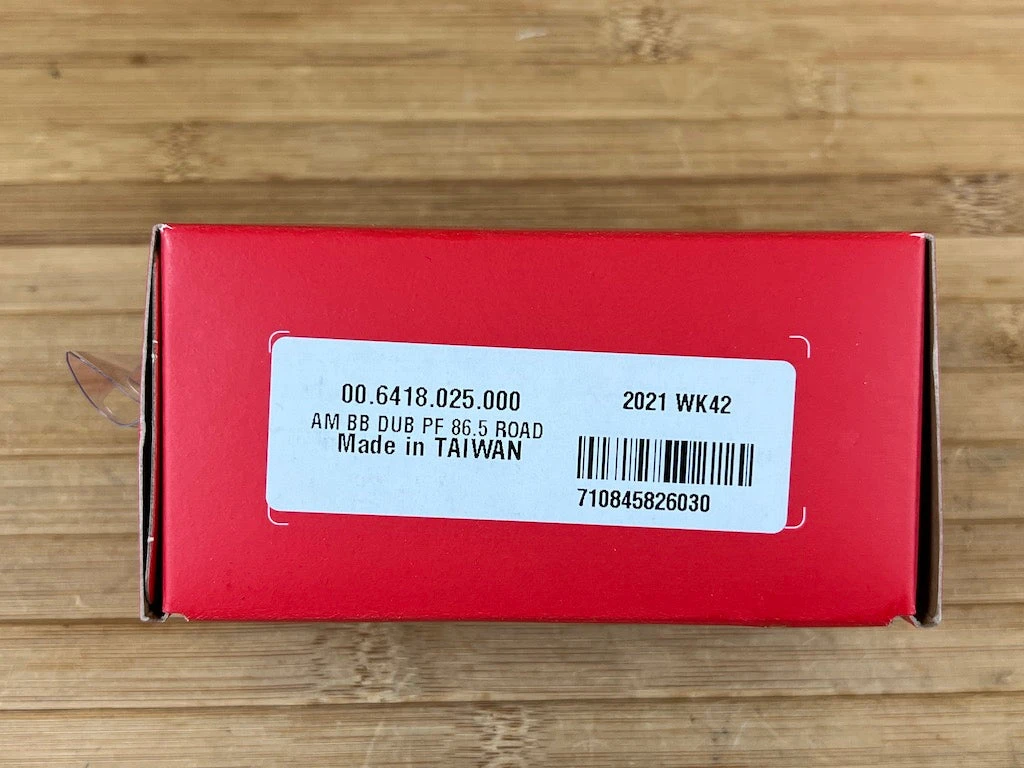 00.6418.025.000
AM BB DUB PF 86.5 ROAD
Made in TAIWAN
2021 WK42
710845826030